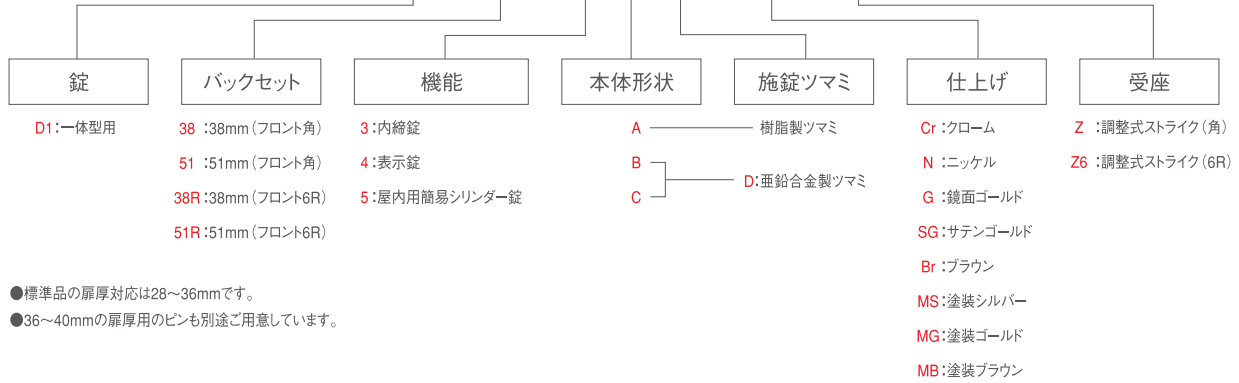 錠
D1：一体型用
バックセット
38：38mm（フロント角）
51：51mm（フロント角）
38R：38mm（フロント6R）
51R：51mm（フロント6R）
機能
3：内締錠
4：表示錠
5：屋内用簡易シリンダー錠
本体形状
A
B
C
施錠ツマミ
樹脂製ツマミ
D：亜鉛合金製ツマミ
仕上げ
Cr：クローム
N：ニッケル
G：鏡面ゴールド
SG：サテンゴールド
Br：ブラウン
MS：塗装シルバー
MG：塗装ゴールド
MB：塗装ブラウン
受座
Z：調整式ストライク（角）
Z6：調整式ストライク（6R）
●標準品の扉厚対応は28〜36mmです。
●36〜40mmの扉厚用のピンも別途ご用意しています。